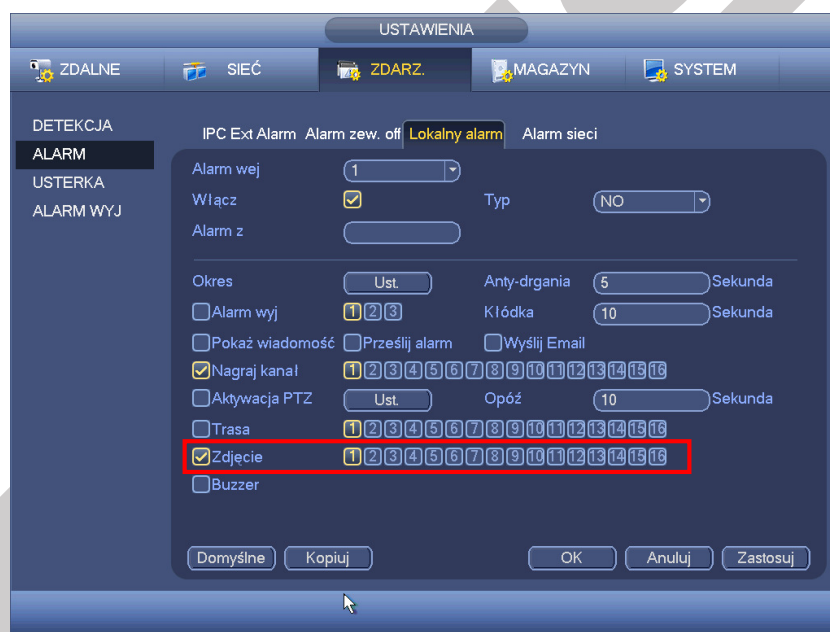 USTAWIENIA
ZDALNE SIEĆ ZDARZ. MAGAZYN SYSTEM
DETEKCJA
ALARM
USTERKA
ALARM WYJ
IPC Ext Alarm Alarm zew. off Lokalny alarm Alarm sieci
Alarm wej 1
Włącz Typ NO
Alarm z
Okres Ust. Anty-drgania 5 Sekunda
Alarm wyj 1 2 3 Kłódka 10 Sekunda
Pokaż wiadomość Prześlij alarm Wyślij Email
Nagraj kanał 1 2 3 4 5 6 7 8 9 10 11 12 13 14 15 16
Aktywacja PTZ Ust. Opóź 10 Sekunda
Trasa 1 2 3 4 5 6 7 8 9 10 11 12 13 14 15 16
Zdjęcie 1 2 3 4 5 6 7 8 9 10 11 12 13 14 15 16
Buzzer
Domyślne Kopiuj OK Anuluj Zastosuj